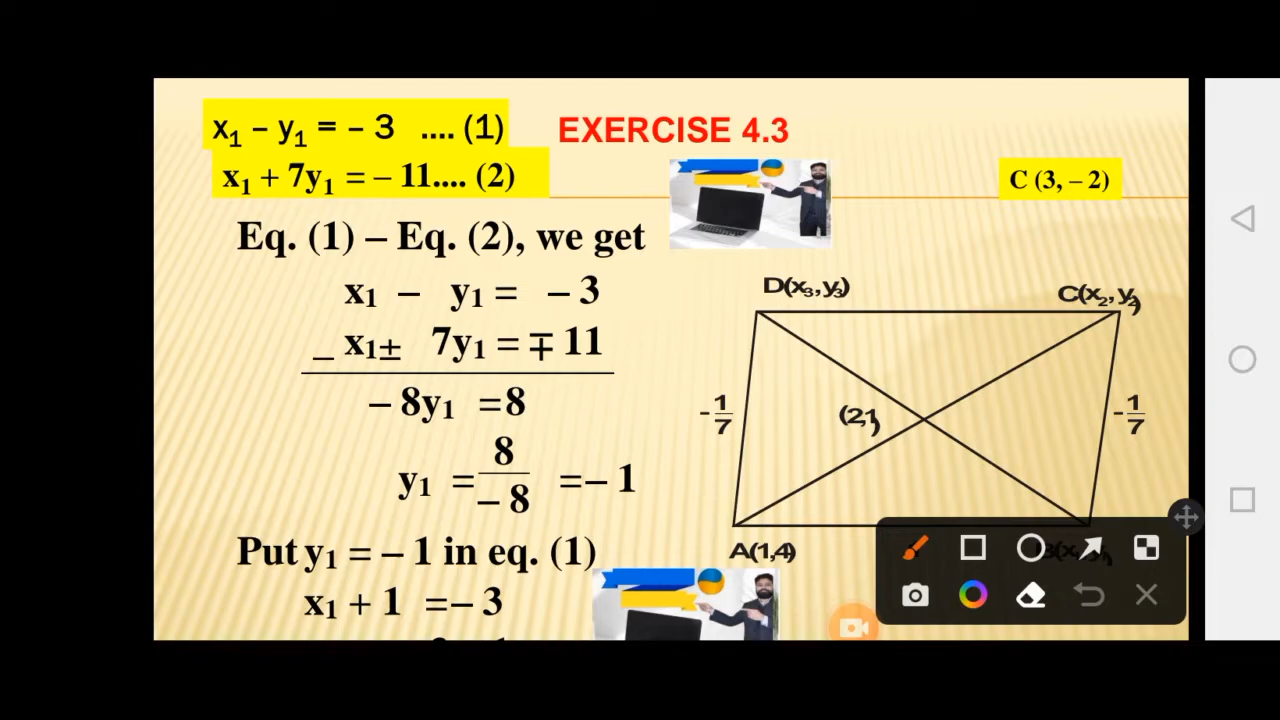 x₁ – y₁ = – 3 .... (1)
EXERCISE 4.3
x₁ + 7y₁ = – 11.... (2)
C (3, – 2)
Eq. (1) – Eq. (2), we get
x₁ – y₁ = – 3
_ x₁± 7y₁ = ∓ 11
– 8y₁ =8
y₁ = 8/– 8 =– 1
Put y₁ = – 1 in eq. (1)
x₁ + 1 =– 3
D(x₃,y₃)
C(x₂,y₂)
-1/7
(2,1)
-1/7
A(1,4)